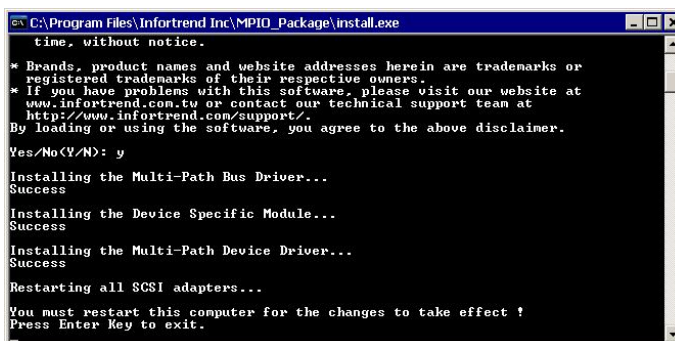 C:\Program Files\Infortrend Inc\MPIO_Package\install.exe
time, without notice.
* Brands, product names and website addresses herein are trademarks or
registered trademarks of their respective owners.
* If you have problems with this software, please visit our website at
www.infortrend.com.tw or contact our technical support team at
http://www.infortrend.com/support/.
By loading or using the software, you agree to the above disclaimer.
Yes/No(Y/N): y
Installing the Multi-Path Bus Driver...
Success
Installing the Device Specific Module...
Success
Installing the Multi-Path Device Driver...
Success
Restarting all SCSI adapters...
You must restart this computer for the changes to take effect !
Press Enter Key to exit.